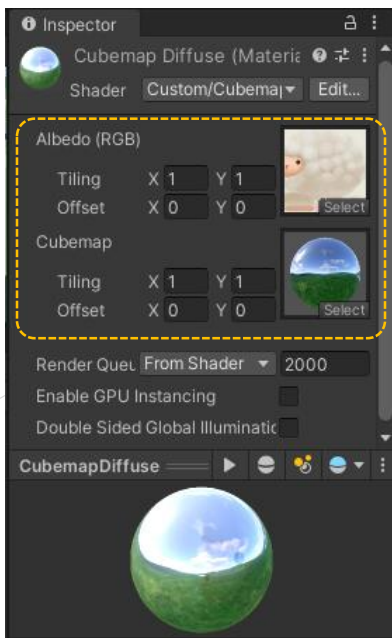 Inspector
Cubemap Diffuse (Materia
Shader Custom/Cubemap Edit...
Albedo (RGB)
Tiling X 1 Y 1
Offset X 0 Y 0
Select
Cubemap
Tiling X 1 Y 1
Offset X 0 Y 0
Select
Render Queu From Shader 2000
Enable GPU Instancing
Double Sided Global Illuminatic
CubemapDiffuse